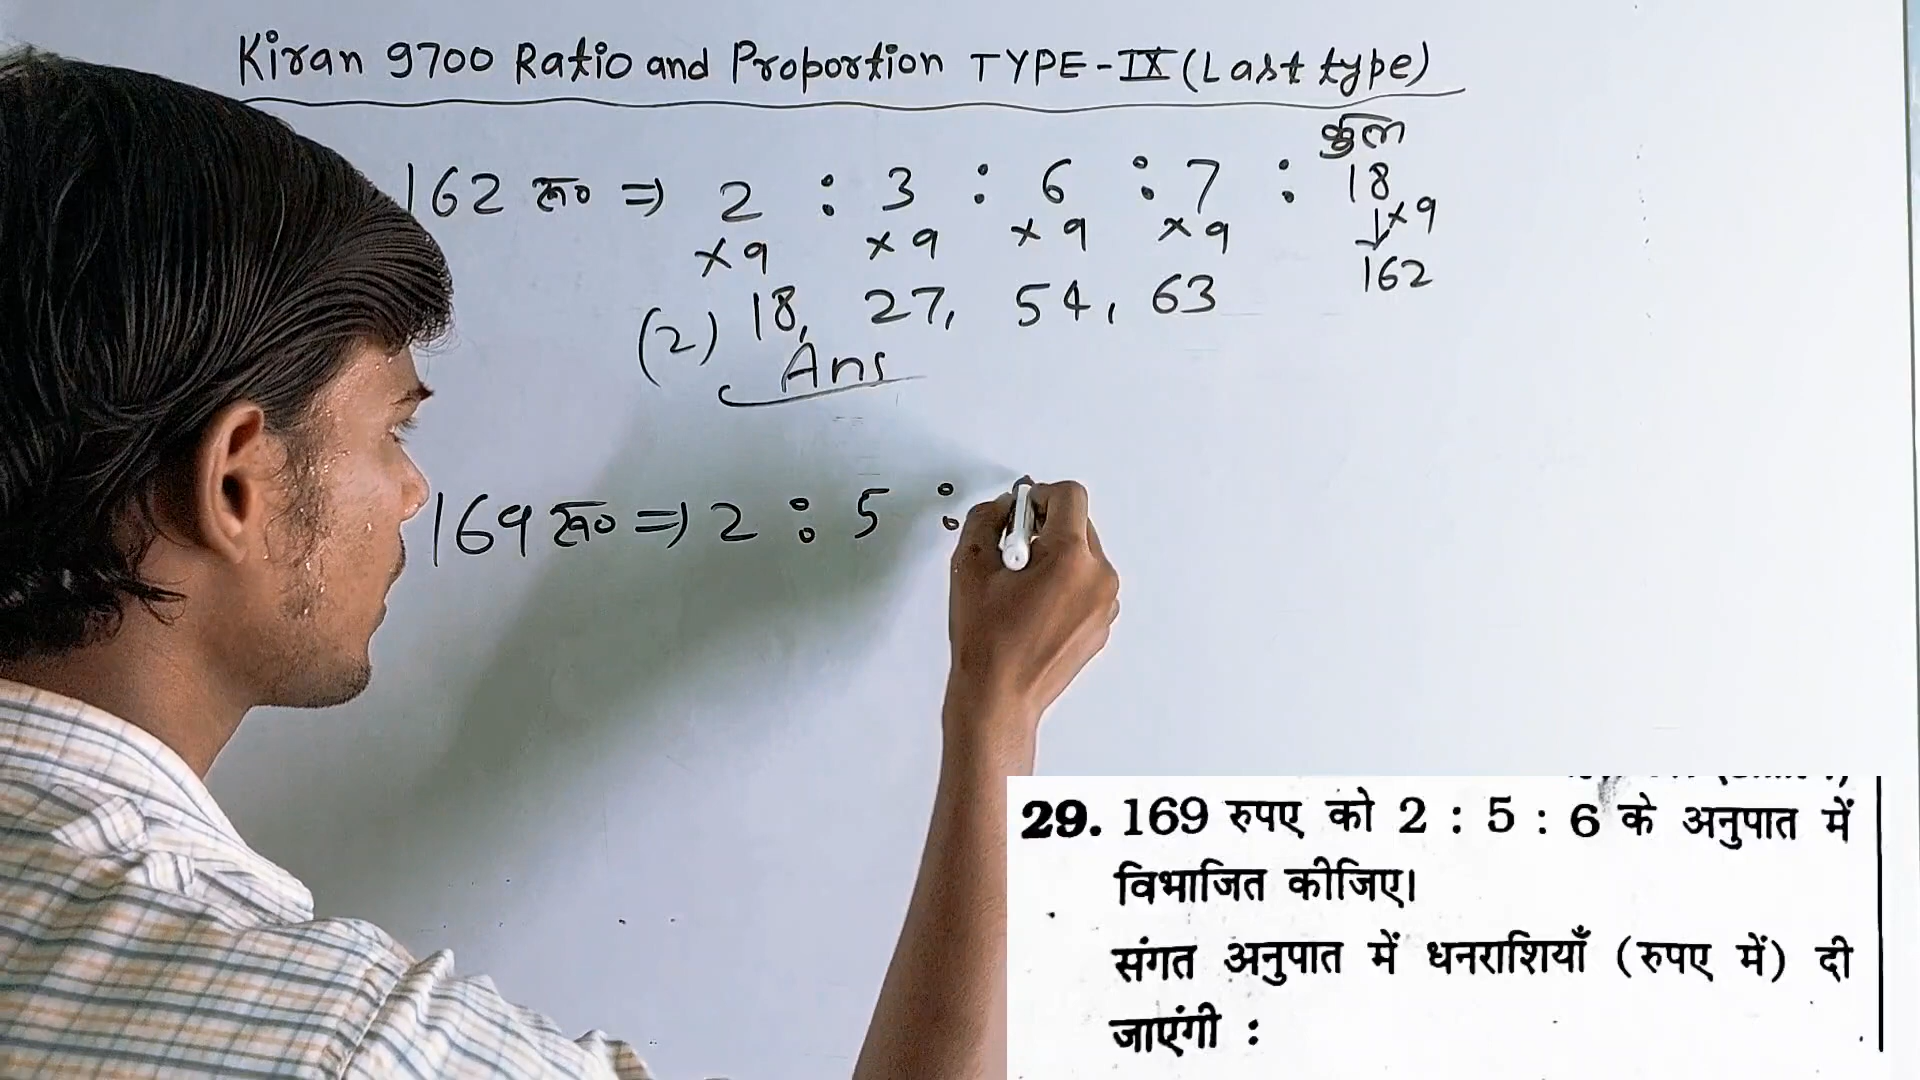 Kiran 9700 Ratio and Proportion TYPE-IX (Last type)
कुल
162 रू० ⇒ 2 : 3 : 6 : 7 : 18
×9 ×9 ×9 ×9 ×9
162
(2) 18, 27, 54, 63
Ans
169 रू० ⇒ 2 : 5 :
29. 169 रुपए को 2 : 5 : 6 के अनुपात में
विभाजित कीजिए।
संगत अनुपात में धनराशियाँ (रुपए में) दी
जाएंगी :